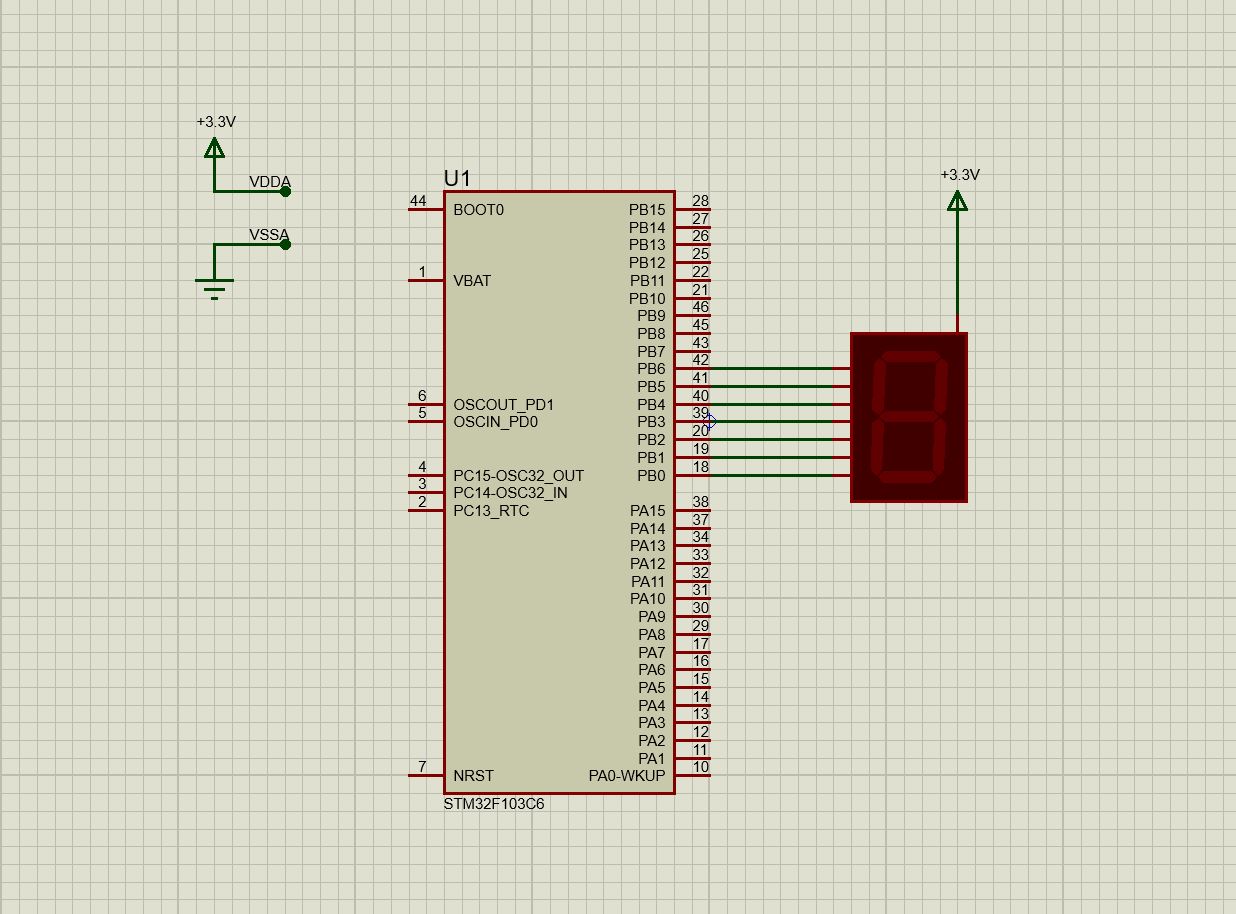 +3.3V
VDDA
VSSA
+3.3V
U1
44 BOOT0
1 VBAT
6 OSCOUT_PD1
5 OSCIN_PD0
4 PC15-OSC32_OUT
3 PC14-OSC32_IN
2 PC13_RTC
7 NRST
PB15 28
PB14 27
PB13 26
PB12 25
PB11 22
PB10 21
PB9 46
PB8 45
PB7 43
PB6 42
PB5 41
PB4 40
PB3 39
PB2 20
PB1 19
PB0 18
PA15 38
PA14 37
PA13 34
PA12 33
PA11 32
PA10 31
PA9 30
PA8 29
PA7 17
PA6 16
PA5 15
PA4 14
PA3 13
PA2 12
PA1 11
PA0-WKUP 10
STM32F103C6